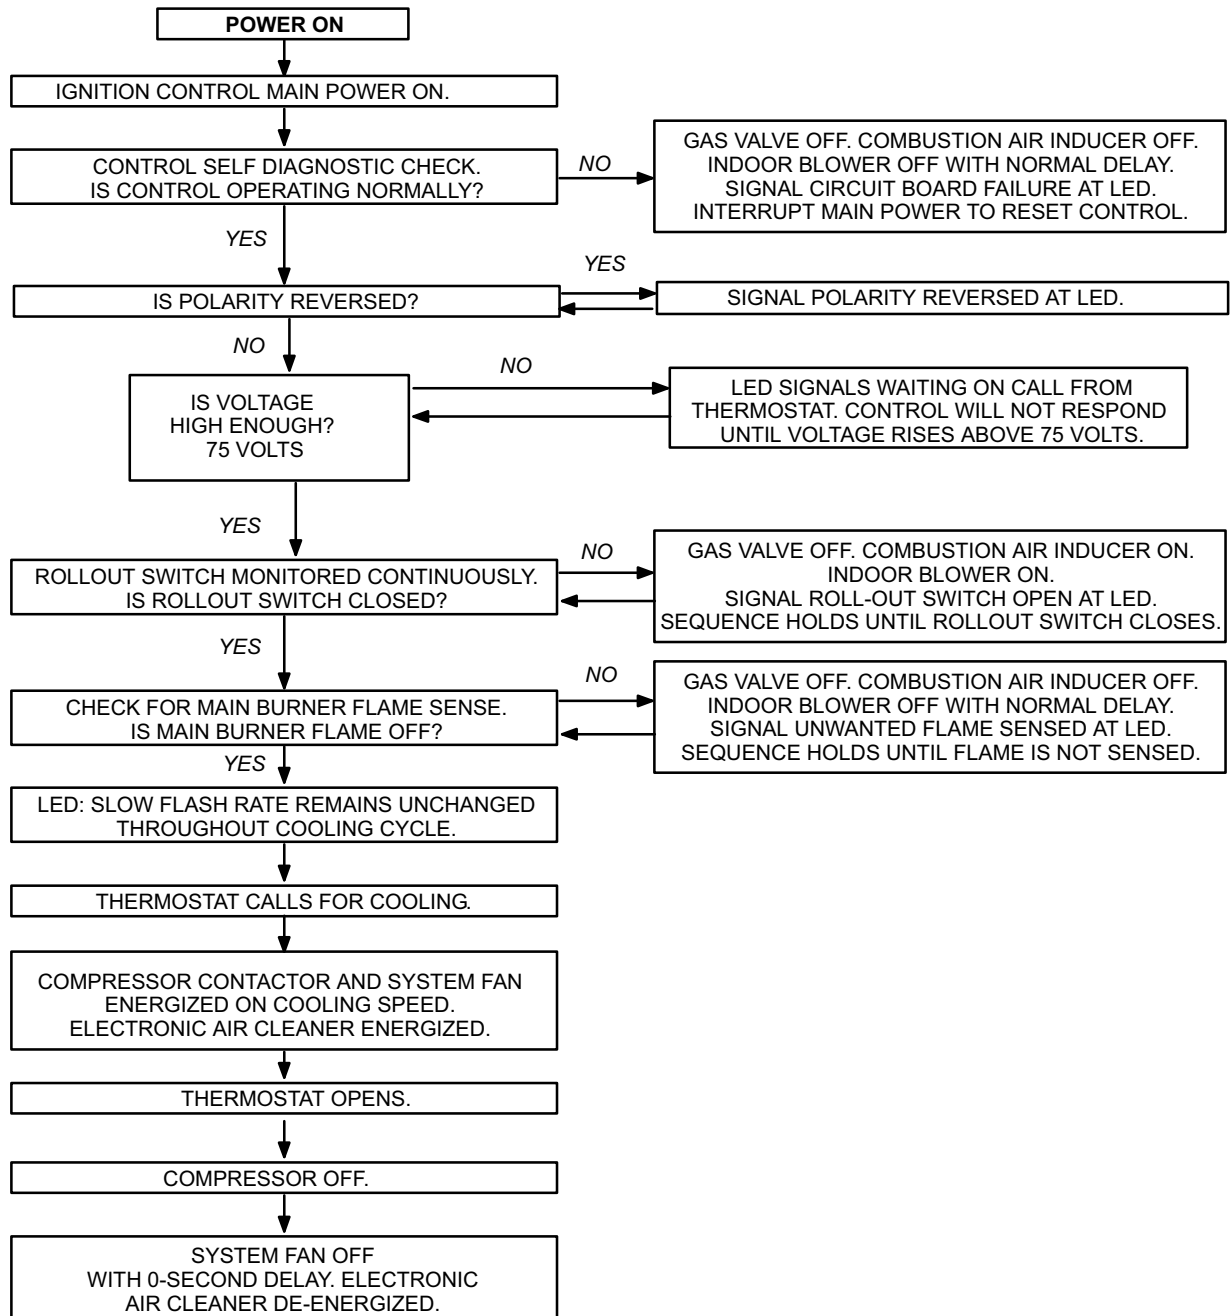 POWER ON
IGNITION CONTROL MAIN POWER ON.
CONTROL SELF DIAGNOSTIC CHECK.
IS CONTROL OPERATING NORMALLY?
NO
GAS VALVE OFF. COMBUSTION AIR INDUCER OFF.
INDOOR BLOWER OFF WITH NORMAL DELAY.
SIGNAL CIRCUIT BOARD FAILURE AT LED.
INTERRUPT MAIN POWER TO RESET CONTROL.
YES
IS POLARITY REVERSED?
YES
SIGNAL POLARITY REVERSED AT LED.
NO
IS VOLTAGE
HIGH ENOUGH?
75 VOLTS
NO
LED SIGNALS WAITING ON CALL FROM
THERMOSTAT. CONTROL WILL NOT RESPOND
UNTIL VOLTAGE RISES ABOVE 75 VOLTS.
YES
ROLLOUT SWITCH MONITORED CONTINUOUSLY.
IS ROLLOUT SWITCH CLOSED?
NO
GAS VALVE OFF. COMBUSTION AIR INDUCER ON.
INDOOR BLOWER ON.
SIGNAL ROLL-OUT SWITCH OPEN AT LED.
SEQUENCE HOLDS UNTIL ROLLOUT SWITCH CLOSES.
YES
CHECK FOR MAIN BURNER FLAME SENSE.
IS MAIN BURNER FLAME OFF?
NO
GAS VALVE OFF. COMBUSTION AIR INDUCER OFF.
INDOOR BLOWER OFF WITH NORMAL DELAY.
SIGNAL UNWANTED FLAME SENSED AT LED.
SEQUENCE HOLDS UNTIL FLAME IS NOT SENSED.
YES
LED: SLOW FLASH RATE REMAINS UNCHANGED
THROUGHOUT COOLING CYCLE.
THERMOSTAT CALLS FOR COOLING.
COMPRESSOR CONTACTOR AND SYSTEM FAN
ENERGIZED ON COOLING SPEED.
ELECTRONIC AIR CLEANER ENERGIZED.
THERMOSTAT OPENS.
COMPRESSOR OFF.
SYSTEM FAN OFF
WITH 0-SECOND DELAY. ELECTRONIC
AIR CLEANER DE-ENERGIZED.